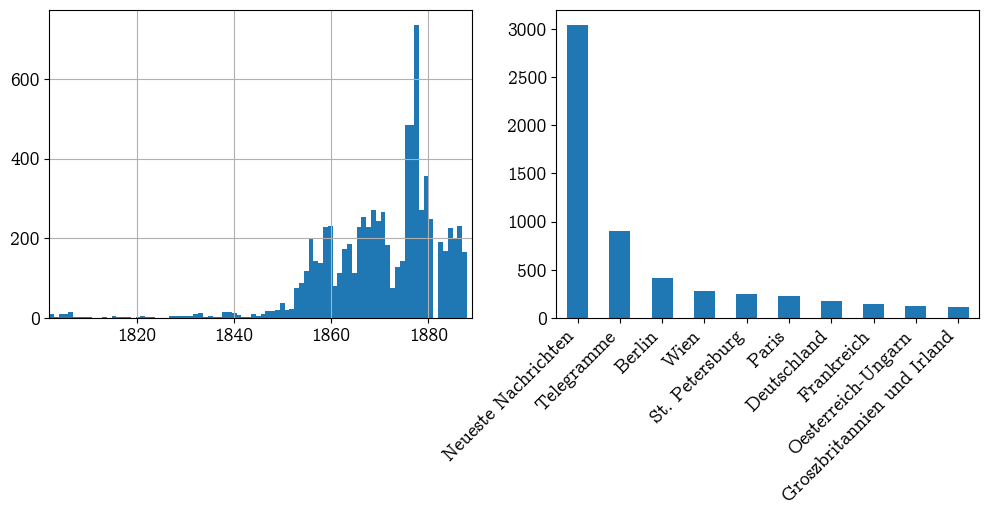 600
400
200
0
1820
1840
1860
1880
3000
2500
2000
1500
1000
500
0
Neueste Nachrichten
Telegramme
Berlin
Wien
St. Petersburg
Paris
Deutschland
Frankreich
Oesterreich-Ungarn
Groszbritannien und Irland